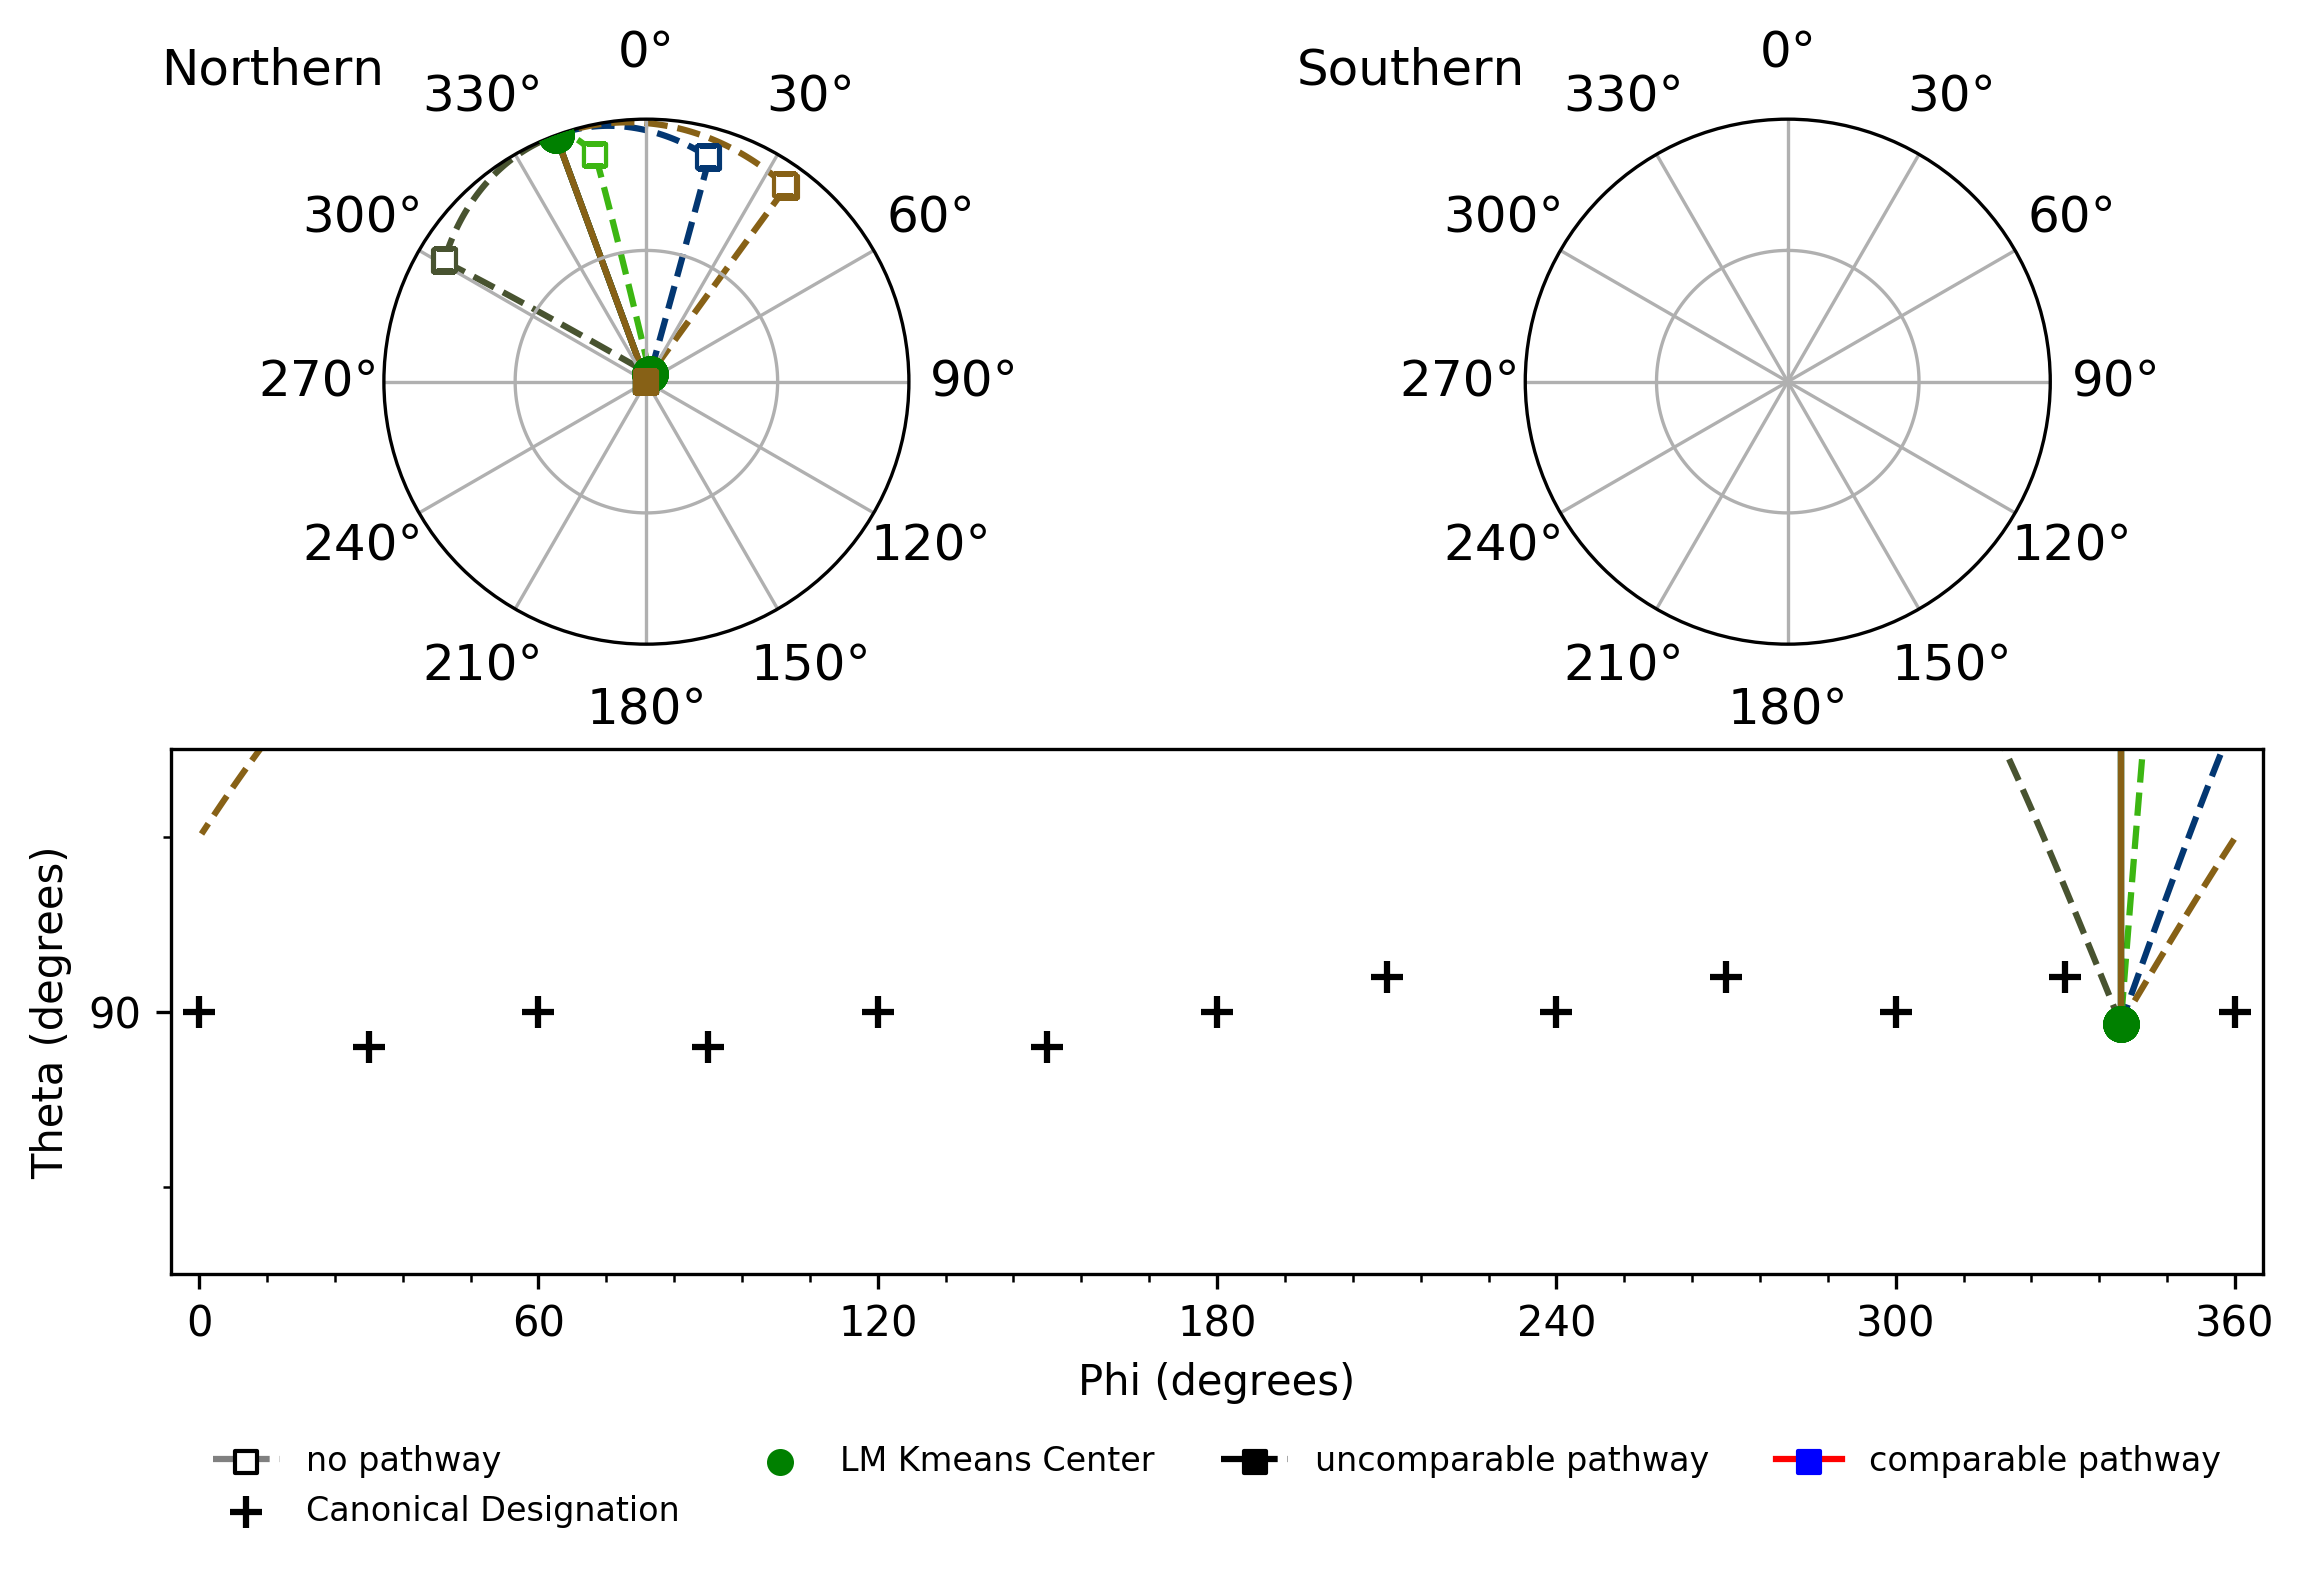 Northern
0°
30°
60°
90°
120°
150°
180°
210°
240°
270°
300°
330°
Southern
0°
30°
60°
90°
120°
150°
180°
210°
240°
270°
300°
330°
Theta (degrees)
90
0 60 120 180 240 300 360
Phi (degrees)
no pathway
Canonical Designation
LM Kmeans Center
uncomparable pathway
comparable pathway